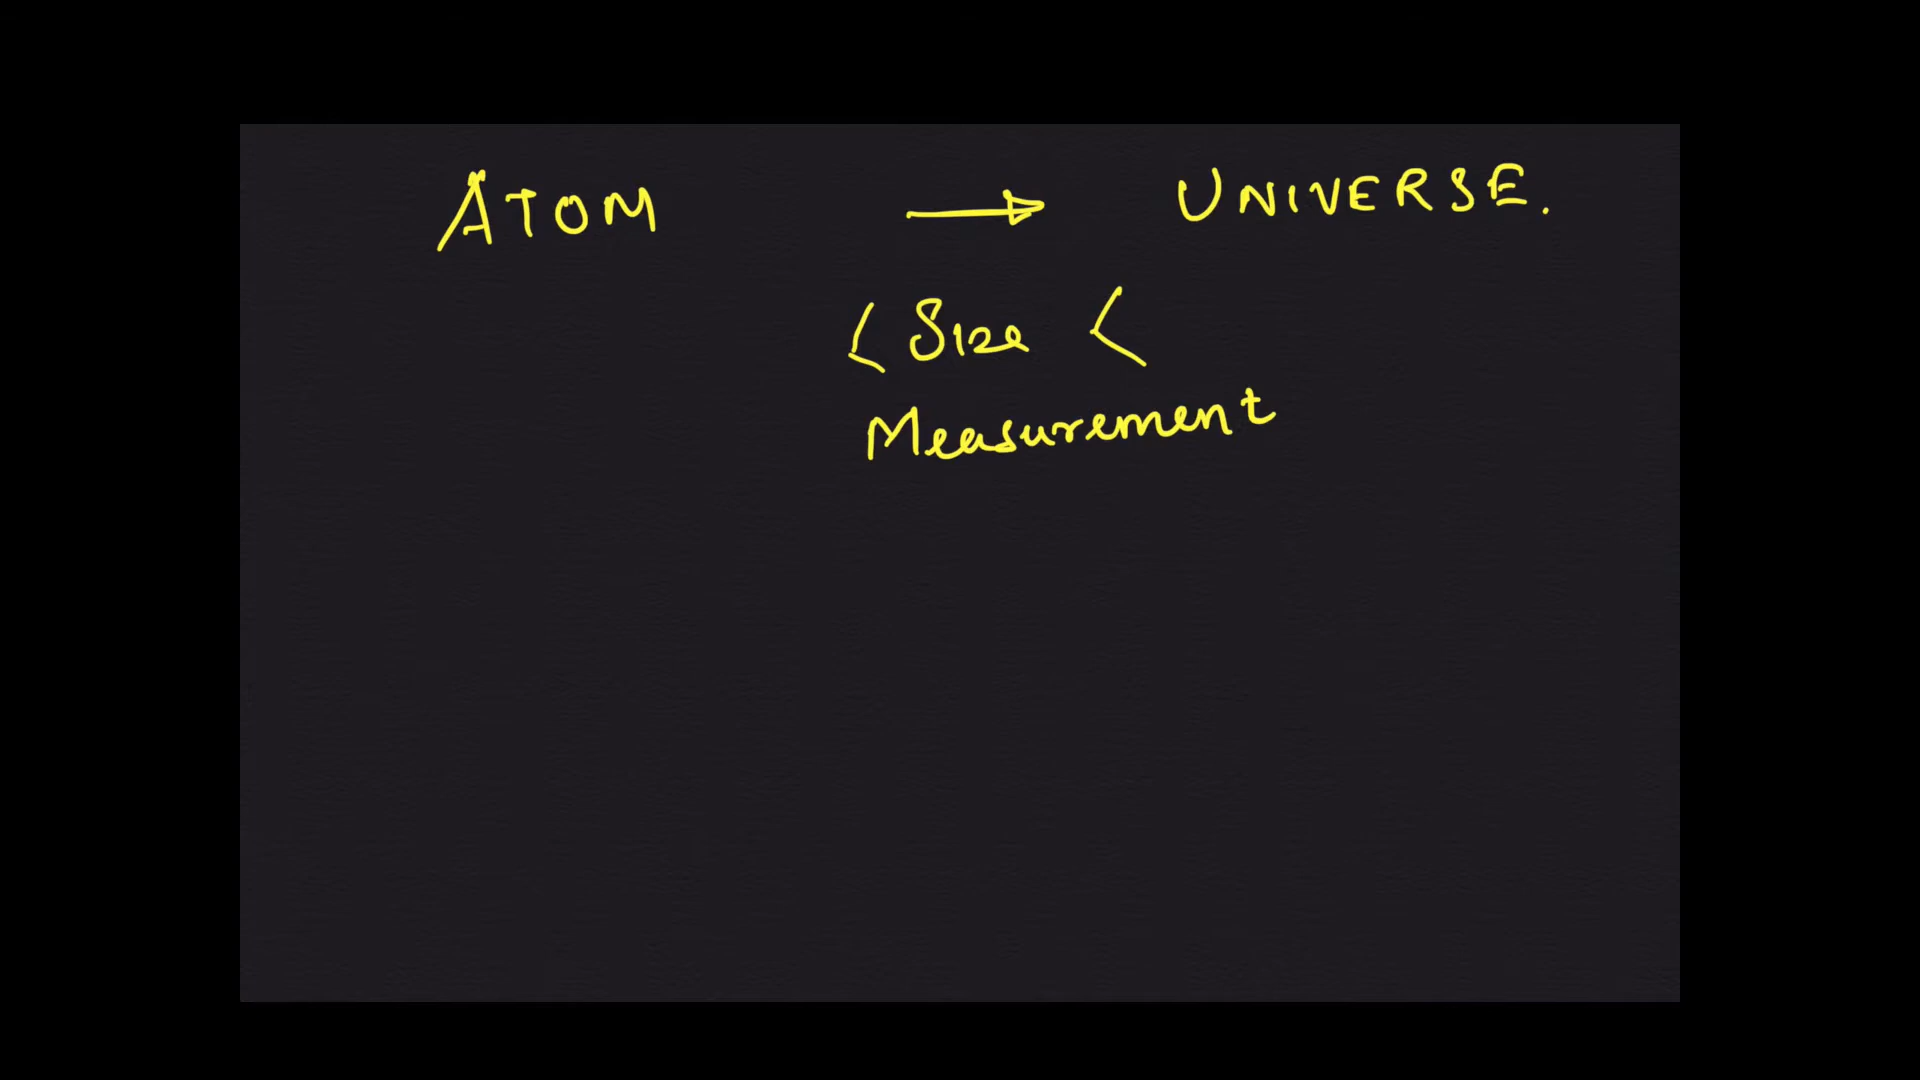 ATOM → UNIVERSE.
< Size <
Measurement